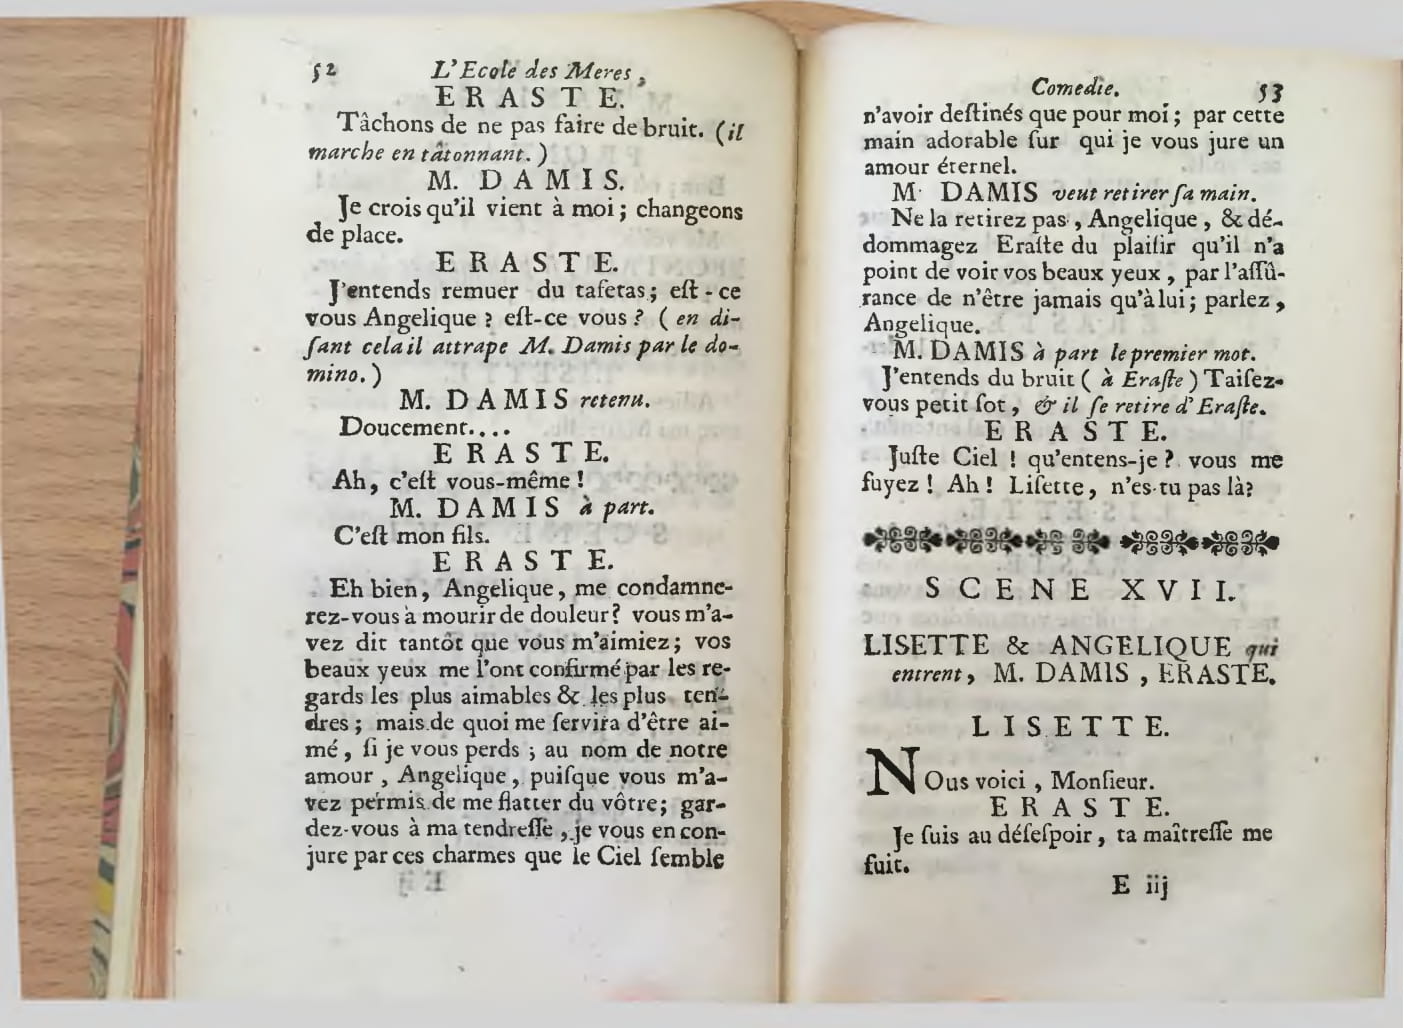 52 L'Ecole des Meres,
ERASTE.
Tâchons de ne pas faire de bruit. (il
marche en tâtonnant.)
M. DAMIS.
Je crois qu'il vient à moi ; changeons
de place.
ERASTE.
J'entends remuer du tafetas ; eſt-ce
vous Angelique ? eſt-ce vous ? ( en di-
ſant cela il attrape M. Damis par le do-
mino. )
M. DAMIS retenu.
Doucement....
ERASTE.
Ah, c'eſt vous-même !
M. DAMIS à part.
C'eſt mon fils.
ERASTE.
Eh bien, Angelique, me condamne-
rez-vous à mourir de douleur ? vous m'a-
vez dit tantôt que vous m'aimiez ; vos
beaux yeux me l'ont confirmé par les re-
gards les plus aimables & les plus ten-
dres ; mais de quoi me ſervira d'être ai-
mé, ſi je vous perds ; au nom de notre
amour, Angelique, puiſque vous m'a-
vez permis de me flatter du vôtre ; gar-
dez-vous à ma tendreſſe, je vous en con-
jure par ces charmes que le Ciel ſemble
Comedie. 53
n'avoir deſtinés que pour moi ; par cette
main adorable ſur qui je vous jure un
amour éternel.
M. DAMIS veut retirer ſa main.
Ne la retirez pas, Angelique, & dé-
dommagez Eraſte du plaiſir qu'il n'a
point de voir vos beaux yeux, par l'aſſû-
rance de n'être jamais qu'à lui ; parlez,
Angelique.
M. DAMIS à part le premier mot.
J'entends du bruit ( à Eraſte ) Taiſez-
vous petit ſot, & il ſe retire d'Eraſte.
ERASTE.
Juſte Ciel ! qu'entens-je ? vous me
fuyez ! Ah ! Liſette, n'es-tu pas là ?
SCENE XVII.
LISETTE & ANGELIQUE qui
entrent, M. DAMIS, ERASTE.
LISETTE.
NOus voici, Monſieur.
ERASTE.
Je ſuis au déſeſpoir, ta maîtreſſe me
fuit.
E iij